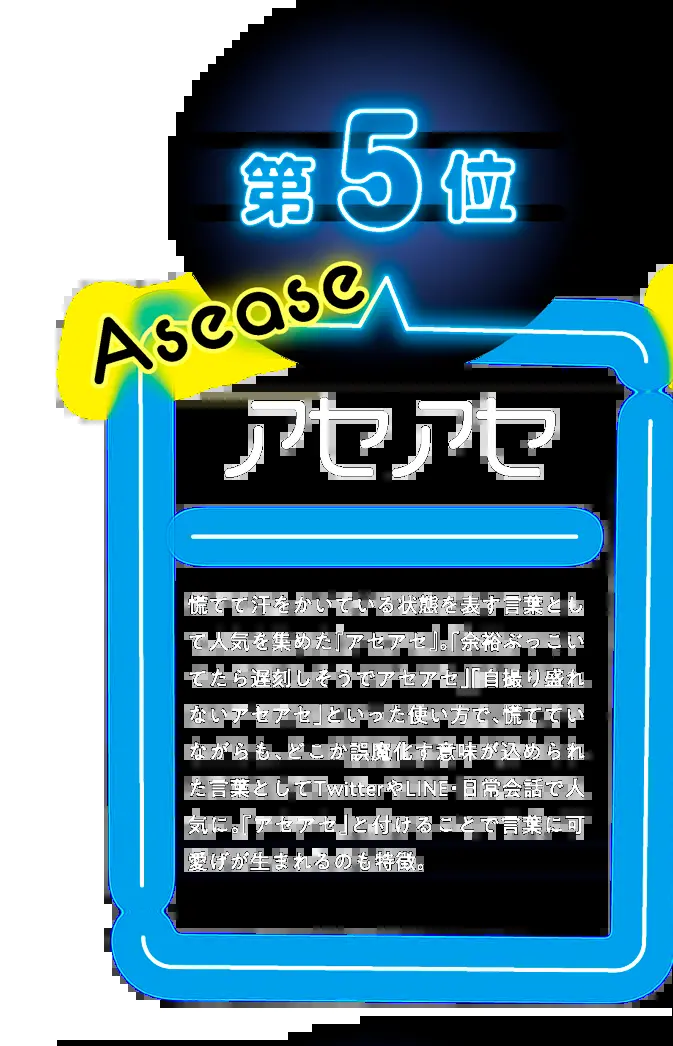 第5位
Asease
アセアセ
慌てて汗をかいている状態を表す言葉とし
て人気を集めた『アセアセ』。「余裕ぶっこい
てたら遅刻しそうでアセアセ」「自撮り盛れ
ないアセアセ」といった使い方で、慌ててい
ながらも、どこか誤魔化す意味が込められ
た言葉としてTwitterやLINE・日常会話で人
気に。『アセアセ』と付けることで言葉に可
愛げが生まれるのも特徴。